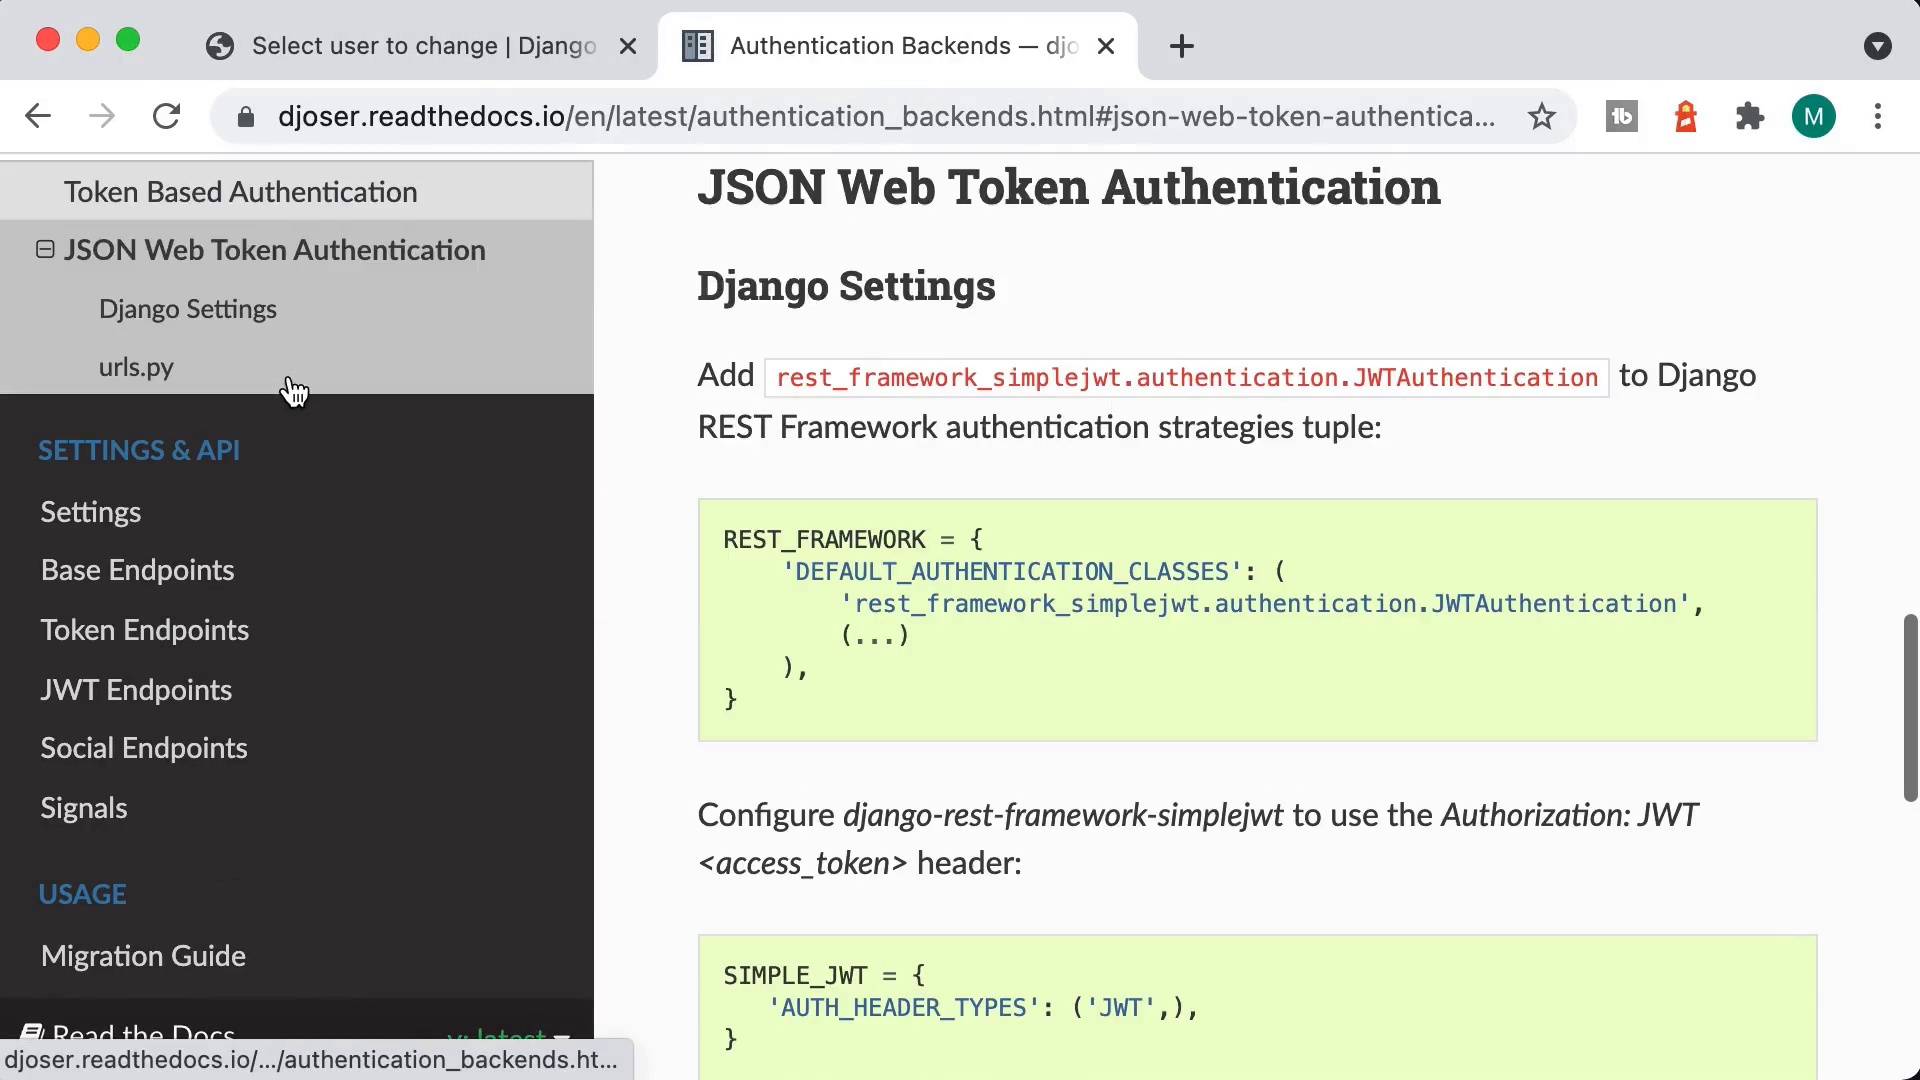 Select user to change | Django
Authentication Backends — djo
djoser.readthedocs.io/en/latest/authentication_backends.html#json-web-token-authentica...
M
Token Based Authentication
JSON Web Token Authentication
Django Settings
urls.py
SETTINGS & API
Settings
Base Endpoints
Token Endpoints
JWT Endpoints
Social Endpoints
Signals
USAGE
Migration Guide
Read the Docs
v: latest
djoser.readthedocs.io/.../authentication_backends.ht...
JSON Web Token Authentication
Django Settings
Add rest_framework_simplejwt.authentication.JWTAuthentication to Django
REST Framework authentication strategies tuple:
REST_FRAMEWORK = {
    'DEFAULT_AUTHENTICATION_CLASSES': (
        'rest_framework_simplejwt.authentication.JWTAuthentication',
        (...)
    ),
}
Configure django-rest-framework-simplejwt to use the Authorization: JWT
<access_token> header:
SIMPLE_JWT = {
   'AUTH_HEADER_TYPES': ('JWT',),
}